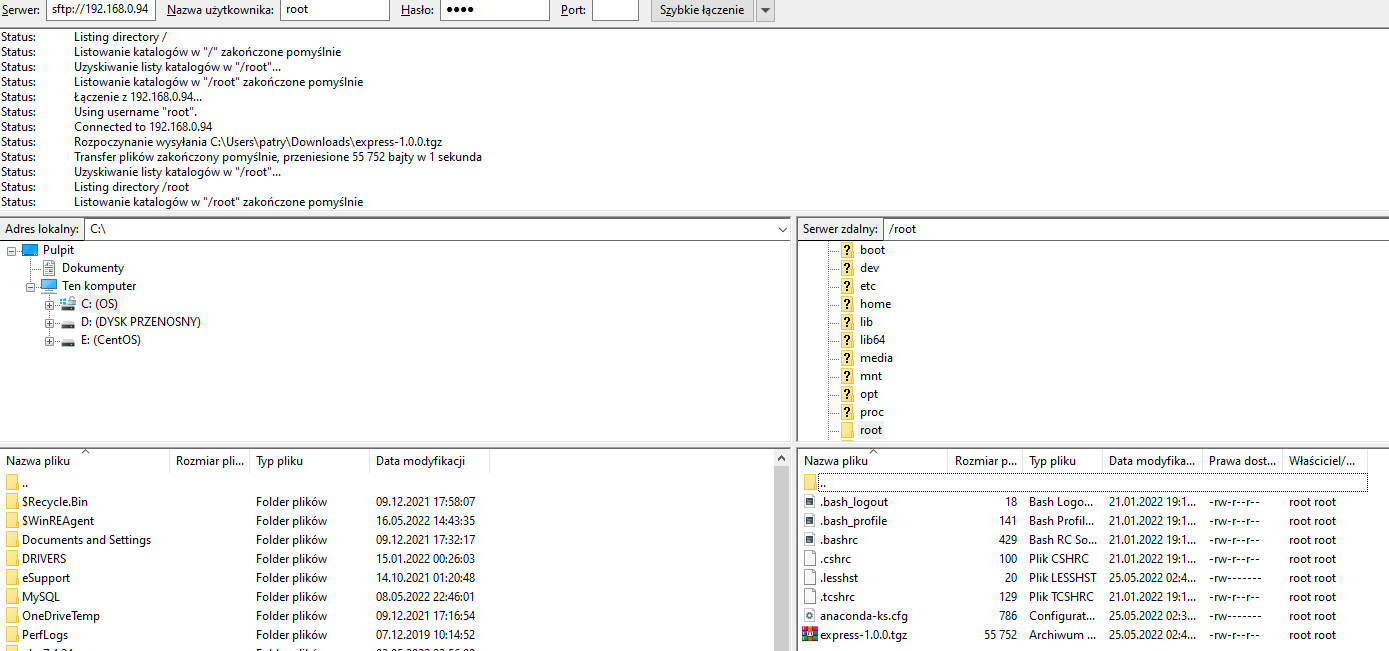 Serwer: sftp://192.168.0.94 Nazwa użytkownika: root Hasło: ●●●● Port: Szybkie łączenie
Status: Listing directory /
Status: Listowanie katalogów w "/" zakończone pomyślnie
Status: Uzyskiwanie listy katalogów w "/root"...
Status: Listowanie katalogów w "/root" zakończone pomyślnie
Status: Łączenie z 192.168.0.94...
Status: Using username "root".
Status: Connected to 192.168.0.94
Status: Rozpoczynanie wysyłania C:\Users\patry\Downloads\express-1.0.0.tgz
Status: Transfer plików zakończony pomyślnie, przeniesione 55 752 bajty w 1 sekunda
Status: Uzyskiwanie listy katalogów w "/root"...
Status: Listing directory /root
Status: Listowanie katalogów w "/root" zakończone pomyślnie
Adres lokalny: C:\
Pulpit
Dokumenty
Ten komputer
C: (OS)
D: (DYSK PRZENOSNY)
E: (CentOS)
Nazwa pliku Rozmiar pli... Typ pliku Data modyfikacji
..
$Recycle.Bin Folder plików 09.12.2021 17:58:07
$WinREAgent Folder plików 16.05.2022 14:43:35
Documents and Settings Folder plików 09.12.2021 17:32:17
DRIVERS Folder plików 15.01.2022 00:26:03
eSupport Folder plików 14.10.2021 01:20:48
MySQL Folder plików 08.05.2022 22:46:01
OneDriveTemp Folder plików 09.12.2021 17:16:54
PerfLogs Folder plików 07.12.2019 10:14:52
Serwer zdalny: /root
boot
dev
etc
home
lib
lib64
media
mnt
opt
proc
root
Nazwa pliku Rozmiar p... Typ pliku Data modyfika... Prawa dost... Właściciel/...
..
.bash_logout 18 Bash Logo... 21.01.2022 19:1... -rw-r--r-- root root
.bash_profile 141 Bash Profil... 21.01.2022 19:1... -rw-r--r-- root root
.bashrc 429 Bash RC So... 21.01.2022 19:1... -rw-r--r-- root root
.cshrc 100 Plik CSHRC 21.01.2022 19:1... -rw-r--r-- root root
.lesshst 20 Plik LESSHST 25.05.2022 02:4... -rw------- root root
.tcshrc 129 Plik TCSHRC 21.01.2022 19:1... -rw-r--r-- root root
anaconda-ks.cfg 786 Configurat... 25.05.2022 02:3... -rw------- root root
express-1.0.0.tgz 55 752 Archiwum ... 25.05.2022 02:4... -rw-r--r-- root root